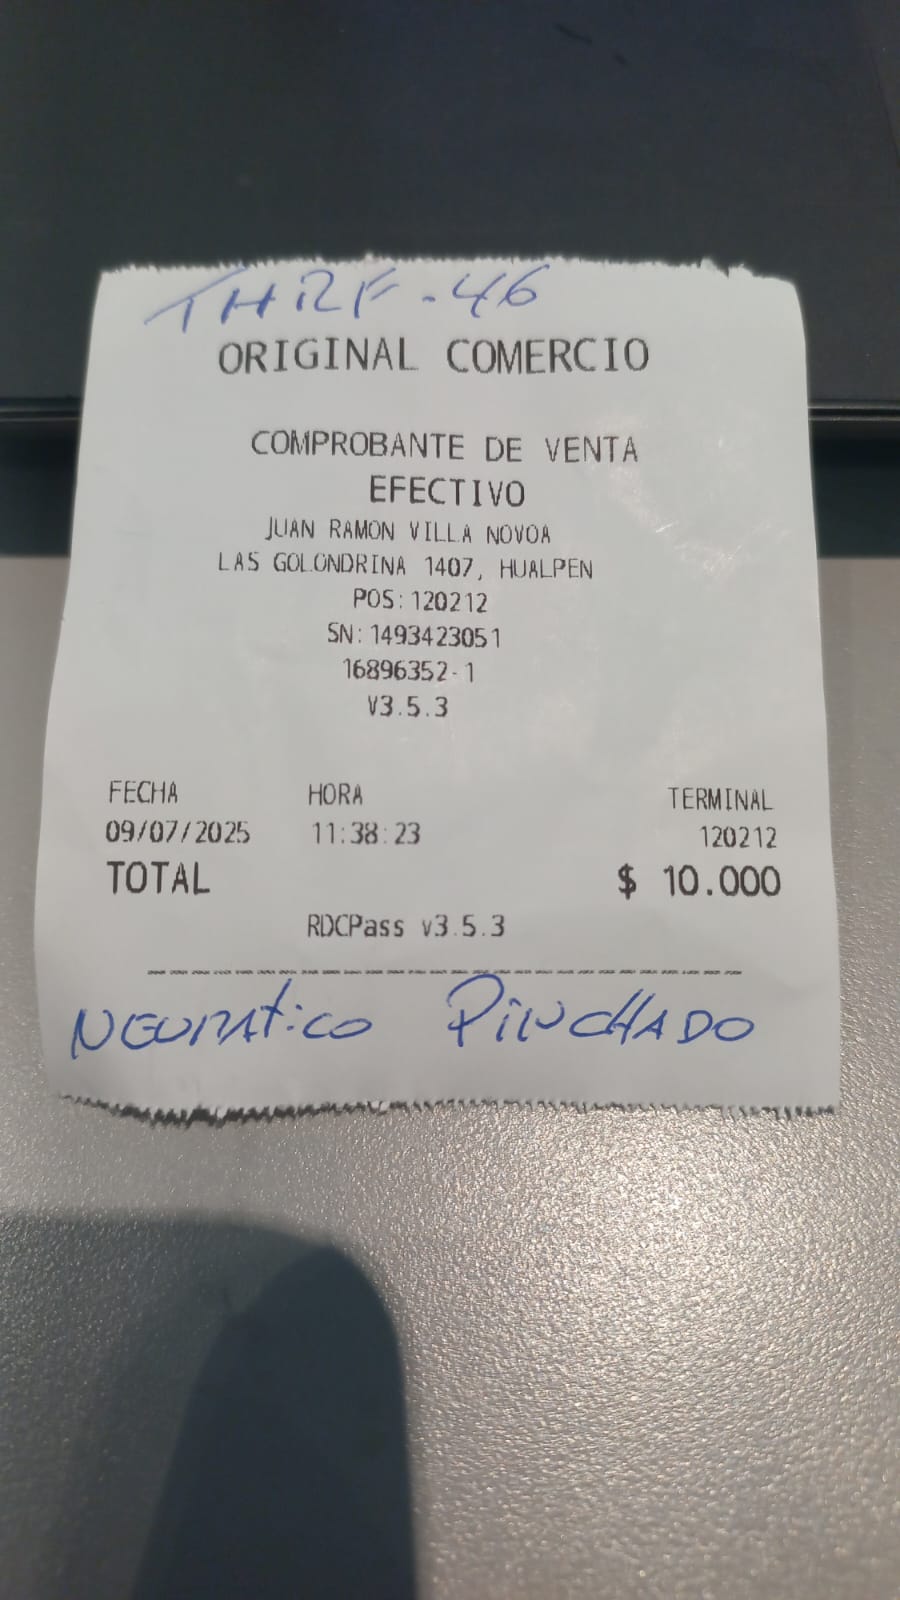 THRF-46
ORIGINAL COMERCIO
COMPROBANTE DE VENTA
EFECTIVO
JUAN RAMON VILLA NOVOA
LAS GOLONDRINA 1407, HUALPEN
POS: 120212
SN: 1493423051
16896352-1
V3.5.3
FECHA HORA TERMINAL
09/07/2025 11:38:23 120212
TOTAL $ 10.000
RDCPass v3.5.3
NEUMATICO PINCHADO